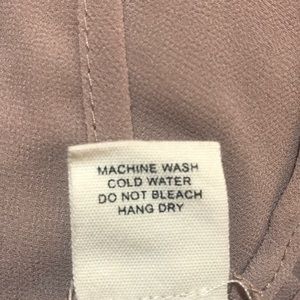 MACHINE WASH
COLD WATER
DO NOT BLEACH
HANG DRY